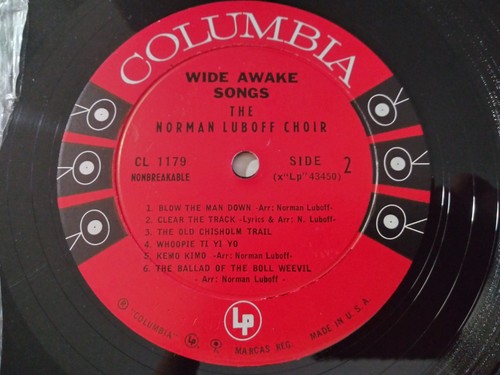 COLUMBIA
WIDE AWAKE
SONGS
THE
NORMAN LUBOFF CHOIR
CL 1179
NONBREAKABLE
SIDE 2
(x"Lp" 43450)
1. BLOW THE MAN DOWN -Arr: Norman Luboff-
2. CLEAR THE TRACK -Lyrics & Arr: N. Luboff-
3. THE OLD CHISHOLM TRAIL
4. WHOOPIE TI YI YO
5. KEMO KIMO -Arr: Norman Luboff-
6. THE BALLAD OF THE BOLL WEEVIL
- Arr: Norman Luboff -
® "COLUMBIA", LP MARCAS REG. MADE IN U.S.A.